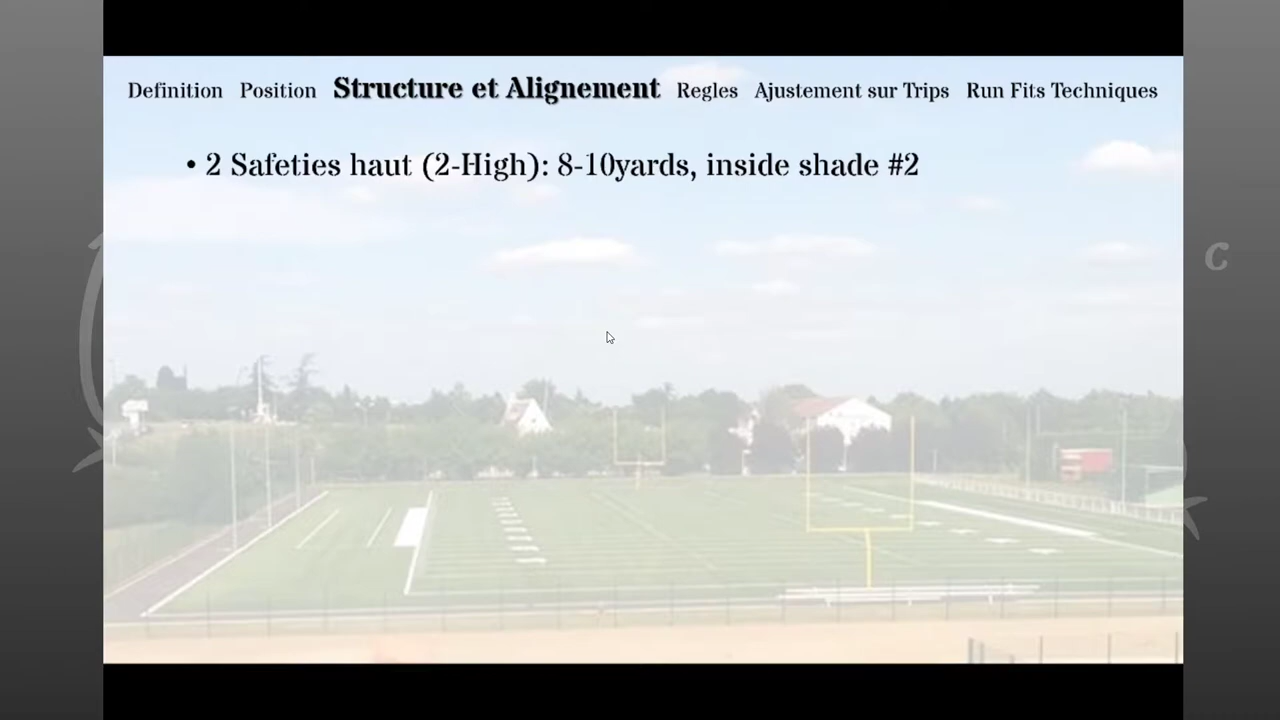 Definition Position Structure et Alignement Regles Ajustement sur Trips Run Fits Techniques
• 2 Safeties haut (2-High): 8-10yards, inside shade #2
c